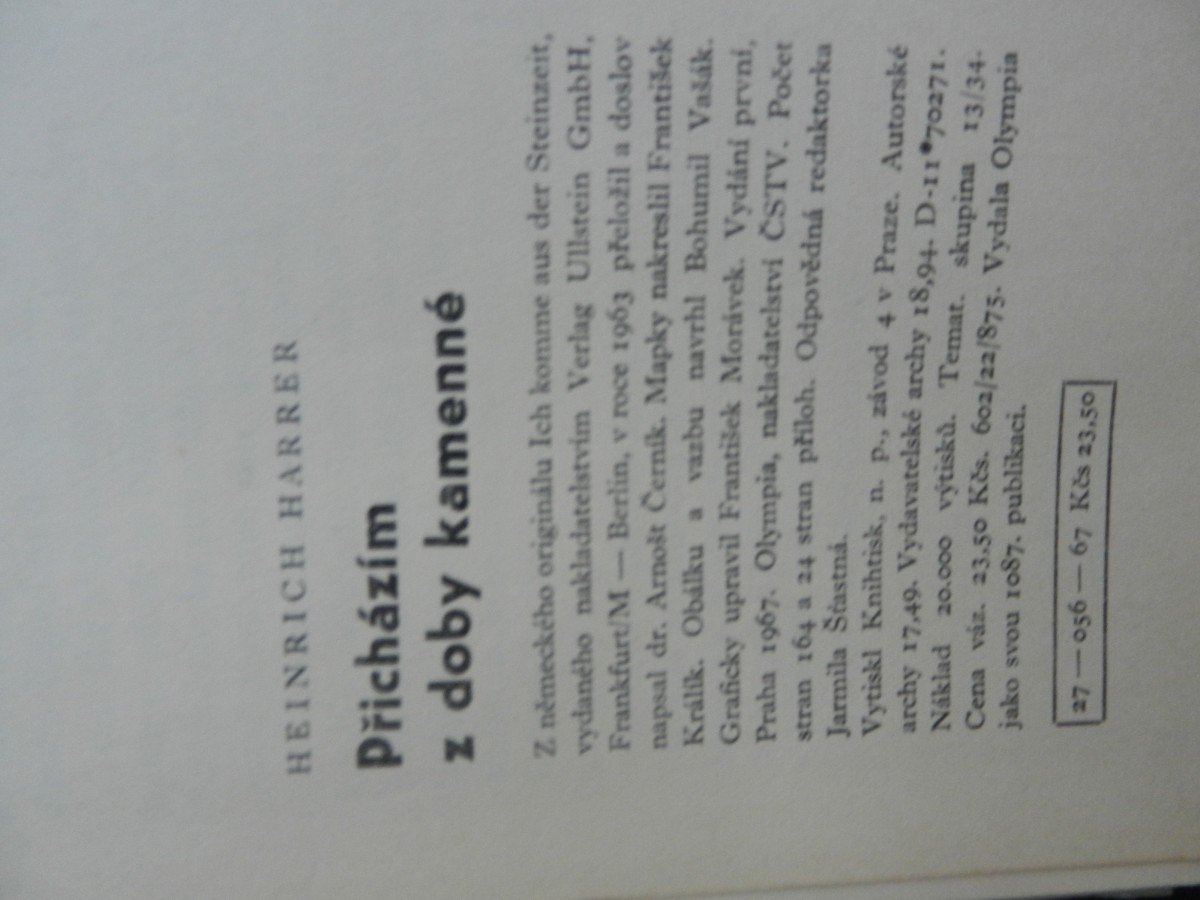 HEINRICH HARRER
Přicházím
z doby kamenné
Z německého originálu Ich komme aus der Steinzeit,
vydaného nakladatelstvím Verlag Ullstein GmbH,
Frankfurt/M — Berlin, v roce 1963 přeložil a doslov
napsal dr. Arnošt Černík. Mapky nakreslil František
Králík. Obálku a vazbu navrhl Bohumil Vašák.
Graficky upravil František Morávek. Vydání první,
Praha 1967. Olympia, nakladatelství ČSTV. Počet
stran 164 a 24 stran příloh. Odpovědná redaktorka
Jarmila Šťastná.
Vytiskl Knihtisk, n. p., závod 4 v Praze. Autorské
archy 17,49. Vydavatelské archy 18,94. D-11*70271.
Náklad 20.000 výtisků. Temat. skupina 13/34.
Cena váz. 23,50 Kčs. 602/22/875. Vydala Olympia
jako svou 1087. publikaci.
27 — 056 — 67 Kčs 23,50